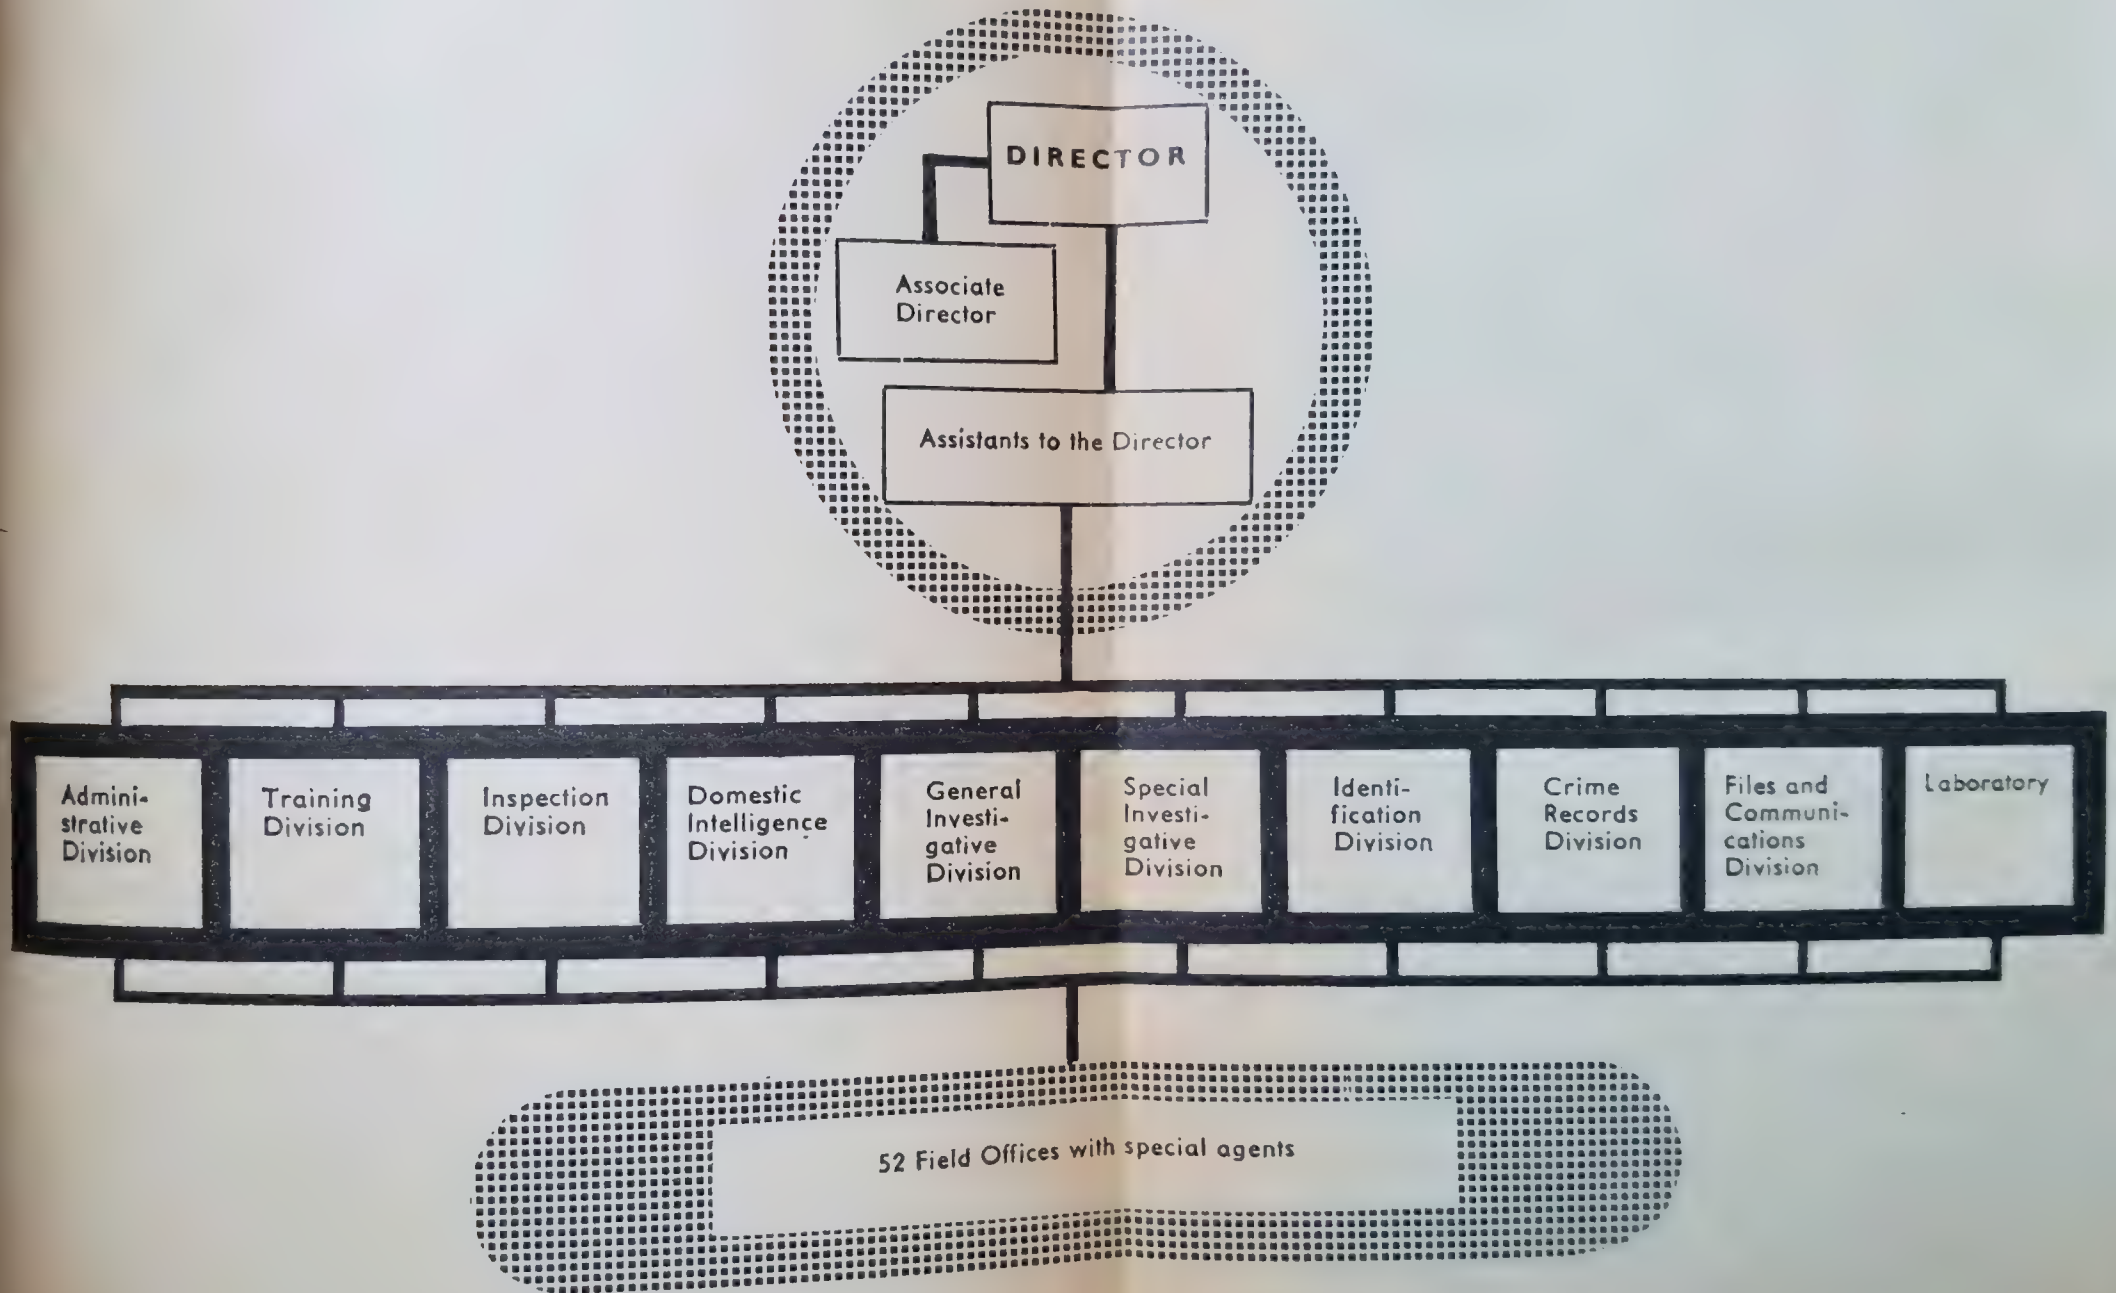 DIRECTOR
Associate
Director
Assistants to the Director
Admini-
strative
Division
Training
Division
Inspection
Division
Domestic
Intelligence
Division
General
Investi-
gative
Division
Special
Investi-
gative
Division
Identi-
fication
Division
Crime
Records
Division
Files and
Communi-
cations
Division
Laboratory
52 Field Offices with special agents